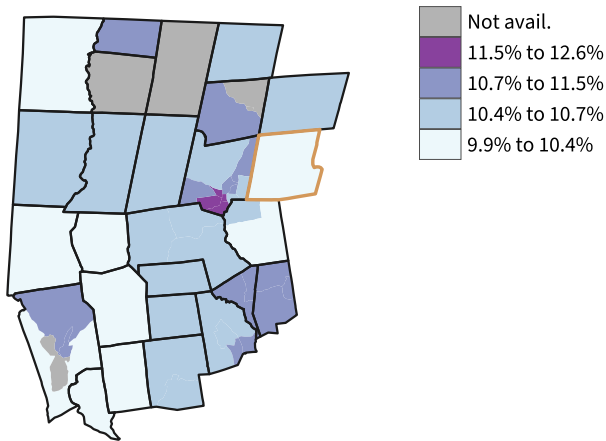 Not avail.
11.5% to 12.6%
10.7% to 11.5%
10.4% to 10.7%
9.9% to 10.4%